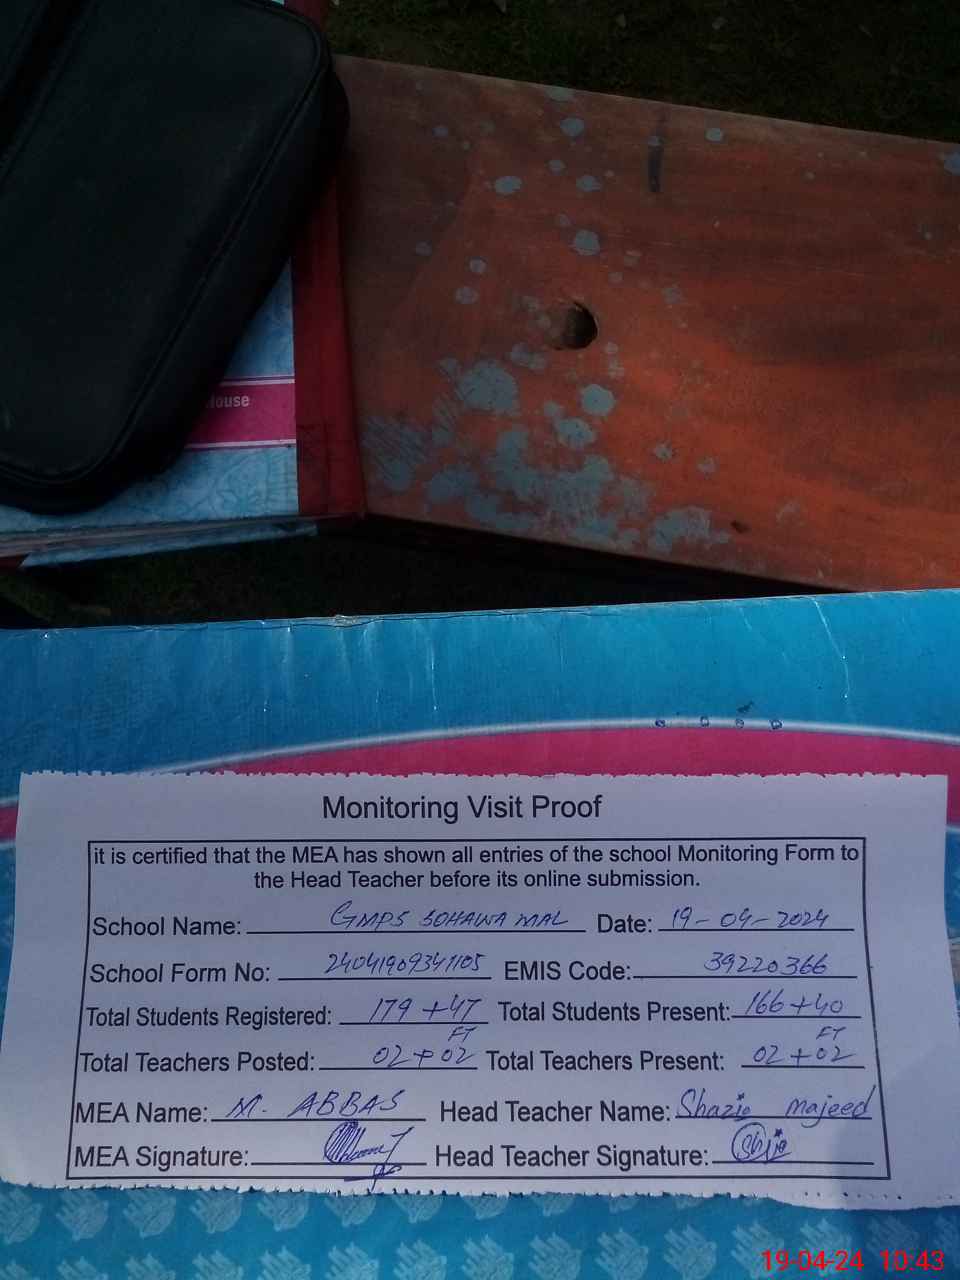 House
Monitoring Visit Proof
it is certified that the MEA has shown all entries of the school Monitoring Form to
the Head Teacher before its online submission.
School Name: GMPS SOHAWA MAL Date: 19-04-2024
School Form No: 24041909341105 EMIS Code: 39220366
Total Students Registered: 179 + 47 Total Students Present: 166 + 40
FT FT
Total Teachers Posted: 02 + 02 Total Teachers Present: 02 + 02
MEA Name: M. ABBAS Head Teacher Name: Shazia majeed
MEA Signature: Head Teacher Signature:
19-04-24 10:43